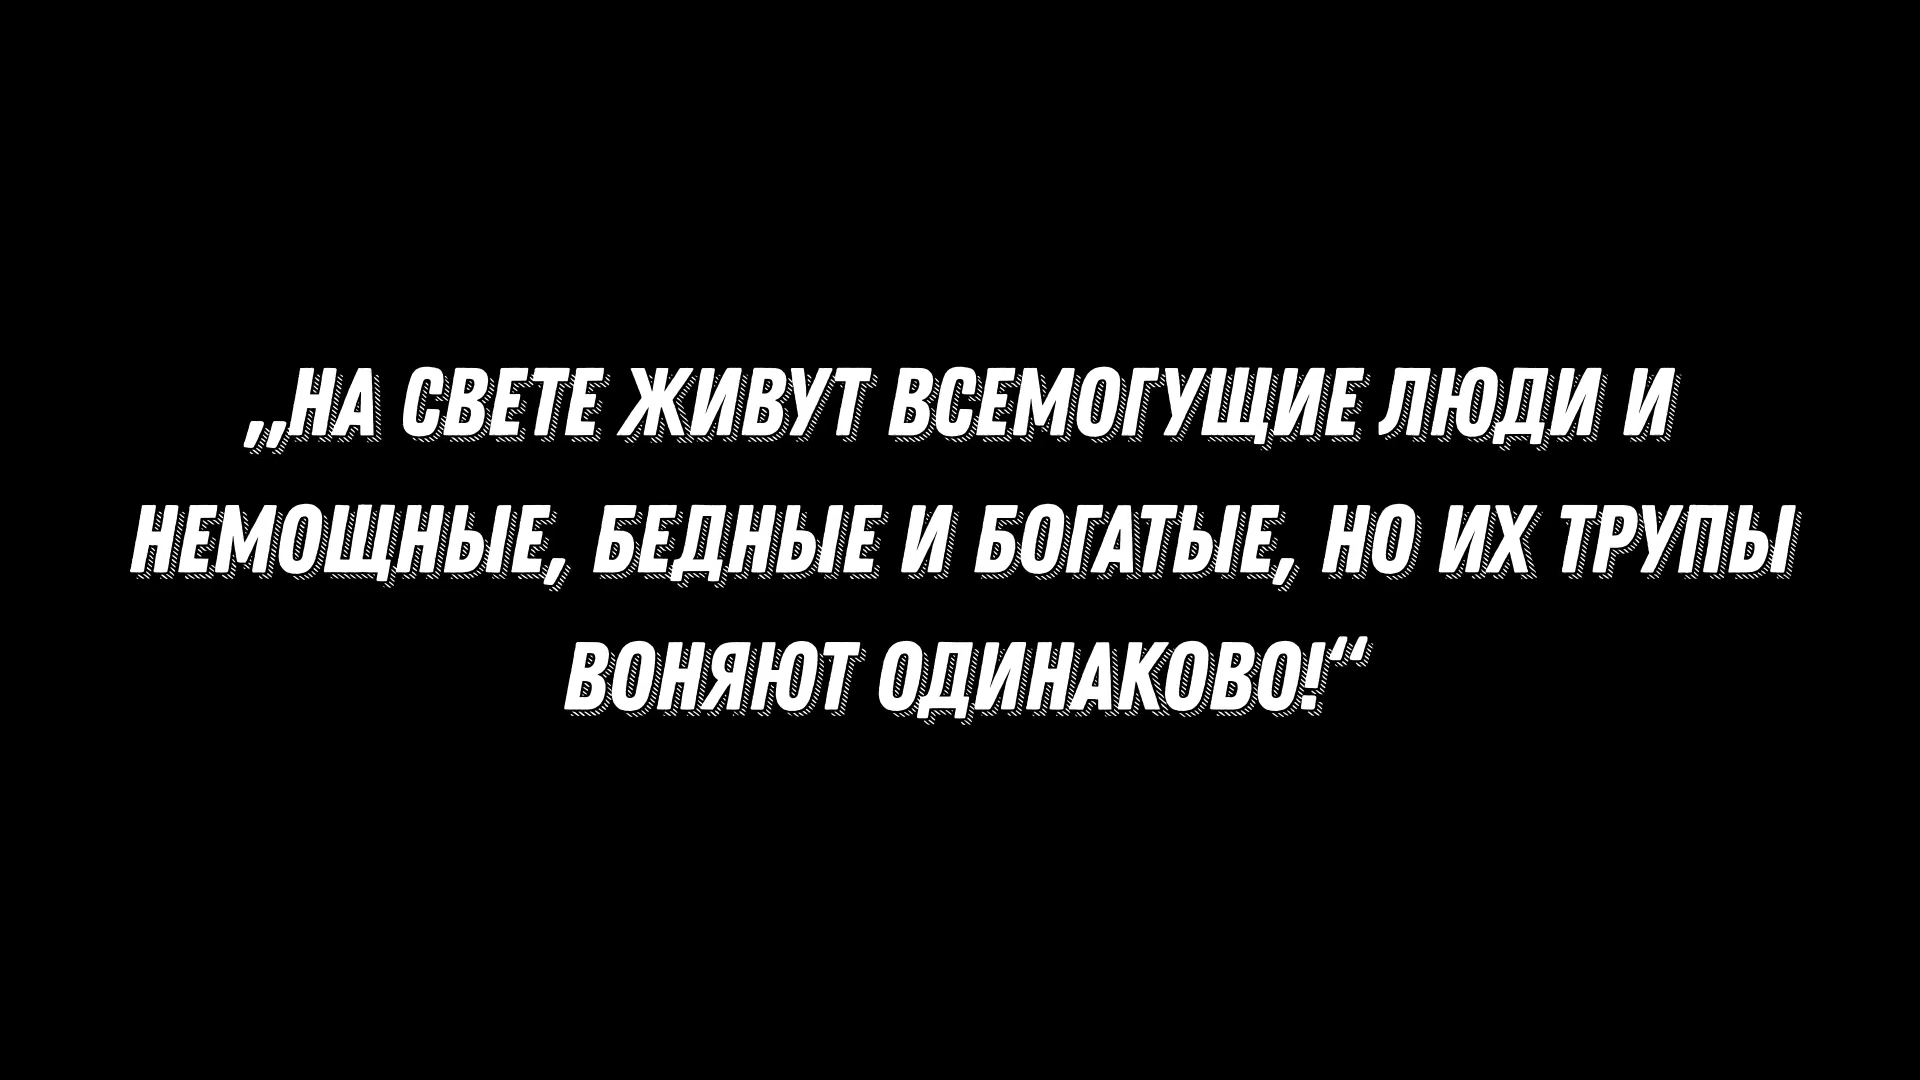 „НА СВЕТЕ ЖИВУТ ВСЕМОГУЩИЕ ЛЮДИ И
НЕМОЩНЫЕ, БЕДНЫЕ И БОГАТЫЕ, НО ИХ ТРУПЫ
ВОНЯЮТ ОДИНАКОВО!“